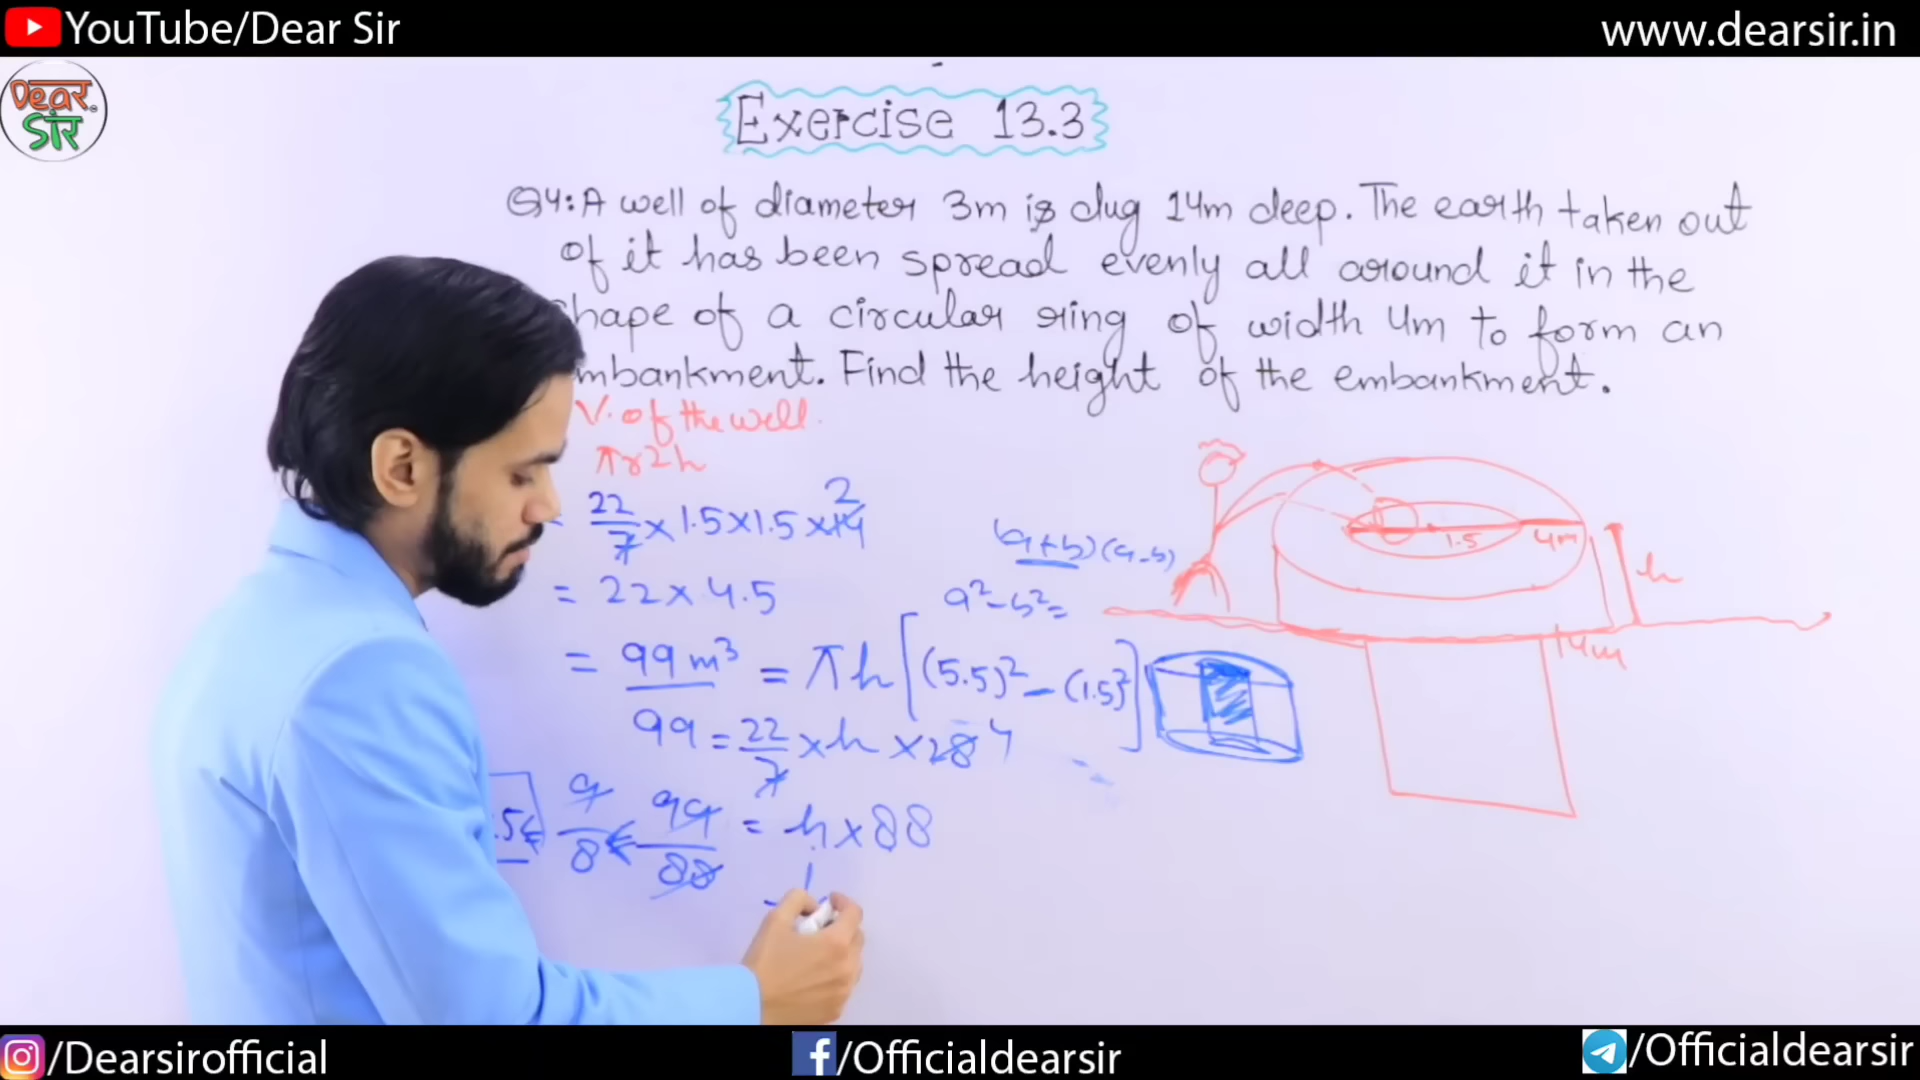 YouTube/Dear Sir
www.dearsir.in
Dear
सर
Exercise 13.3
Q4: A well of diameter 3m is dug 14m deep. The earth taken out
of it has been spread evenly all around it in the
hape of a circular ring of width 4m to form an
mbankment. Find the height of the embankment.
V. of the well.
πr2h
= 22/7 × 1.5 × 1.5 × 14 2
= 22 × 4.5
= 99 m³ = πh [(5.5)² - (1.5)²]
(a+b)(a-b)
a²-b²=
99 = 22/7 × h × 28 4
.5 ← 9/8 ← 99/88 = h × 88
1.5
4m
h
14m
/Dearsirofficial
/Officialdearsir
/Officialdearsir